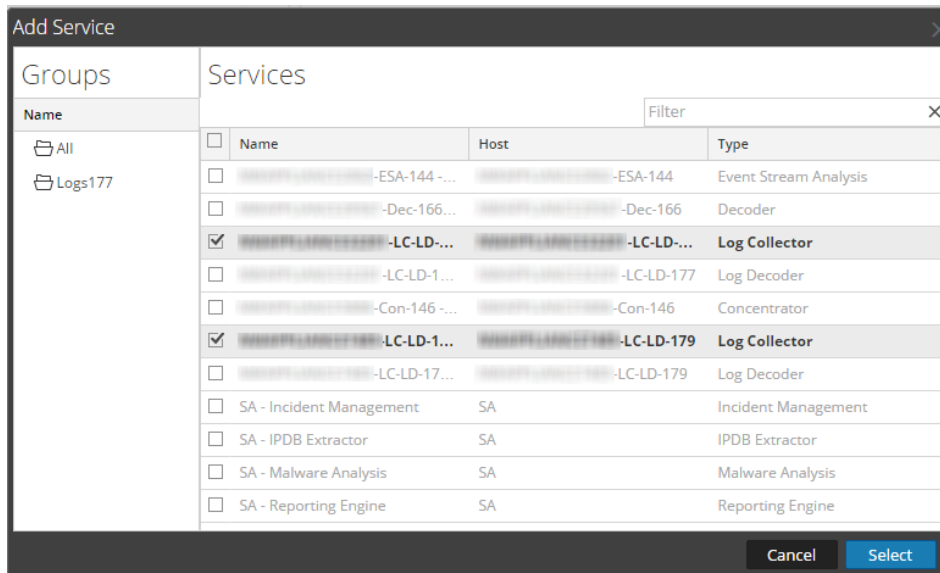 Add Service
Groups
Services
Name
Filter
Name Host Type
All
Logs177
-ESA-144 -... -ESA-144 Event Stream Analysis
-Dec-166... -Dec-166 Decoder
-LC-LD-... -LC-LD-... Log Collector
-LC-LD-1... -LC-LD-177 Log Decoder
-Con-146 -... -Con-146 Concentrator
-LC-LD-1... -LC-LD-179 Log Collector
-LC-LD-17... -LC-LD-179 Log Decoder
SA - Incident Management SA Incident Management
SA - IPDB Extractor SA IPDB Extractor
SA - Malware Analysis SA Malware Analysis
SA - Reporting Engine SA Reporting Engine
Cancel Select